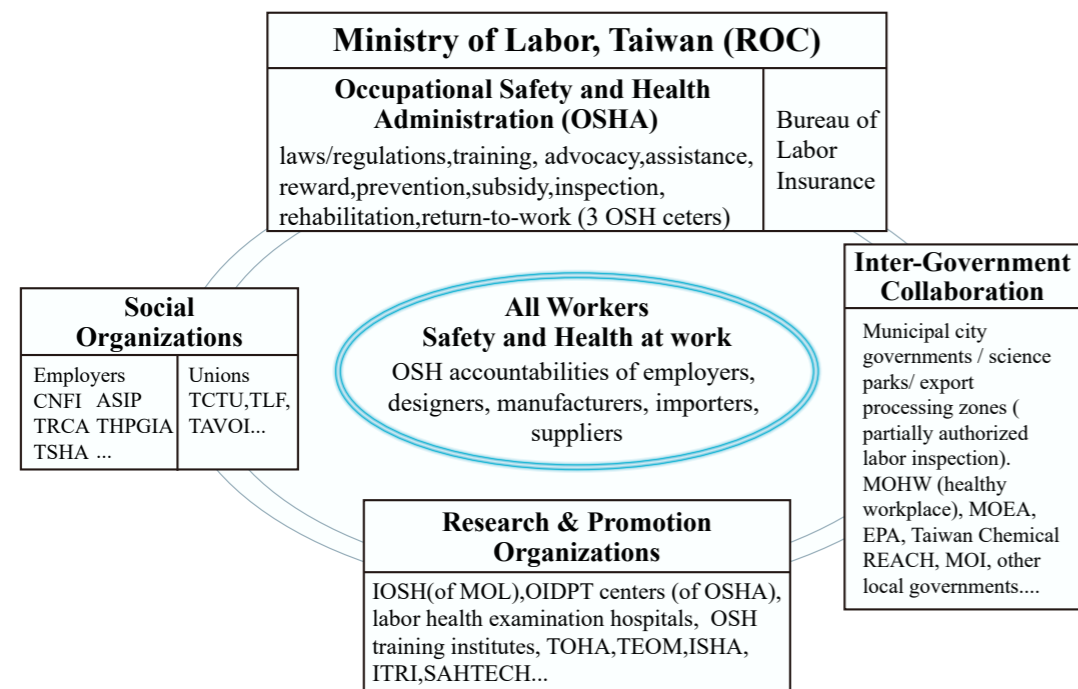 Ministry of Labor, Taiwan (ROC)
Occupational Safety and Health
Administration (OSHA)
laws/regulations,training, advocacy,assistance,
reward,prevention,subsidy,inspection,
rehabilitation,return-to-work (3 OSH ceters)
Bureau of
Labor
Insurance
Social
Organizations
Employers
CNFI ASIP
TRCA THPGIA
TSHA ...
Unions
TCTU,TLF,
TAVOI...
All Workers
Safety and Health at work
OSH accountabilities of employers,
designers, manufacturers, importers,
suppliers
Inter-Government
Collaboration
Municipal city
governments / science
parks/ export
processing zones (
partially authorized
labor inspection).
MOHW (healthy
workplace), MOEA,
EPA, Taiwan Chemical
REACH, MOI, other
local governments....
Research & Promotion
Organizations
IOSH(of MOL),OIDPT centers (of OSHA),
labor health examination hospitals, OSH
training institutes, TOHA,TEOM,ISHA,
ITRI,SAHTECH...